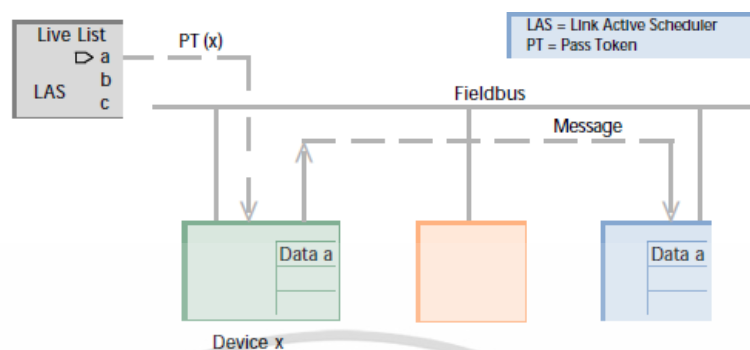 Live List
a
b
LAS
c
PT (x)
LAS = Link Active Scheduler
PT = Pass Token
Fieldbus
Message
Data a
Data a
Device x